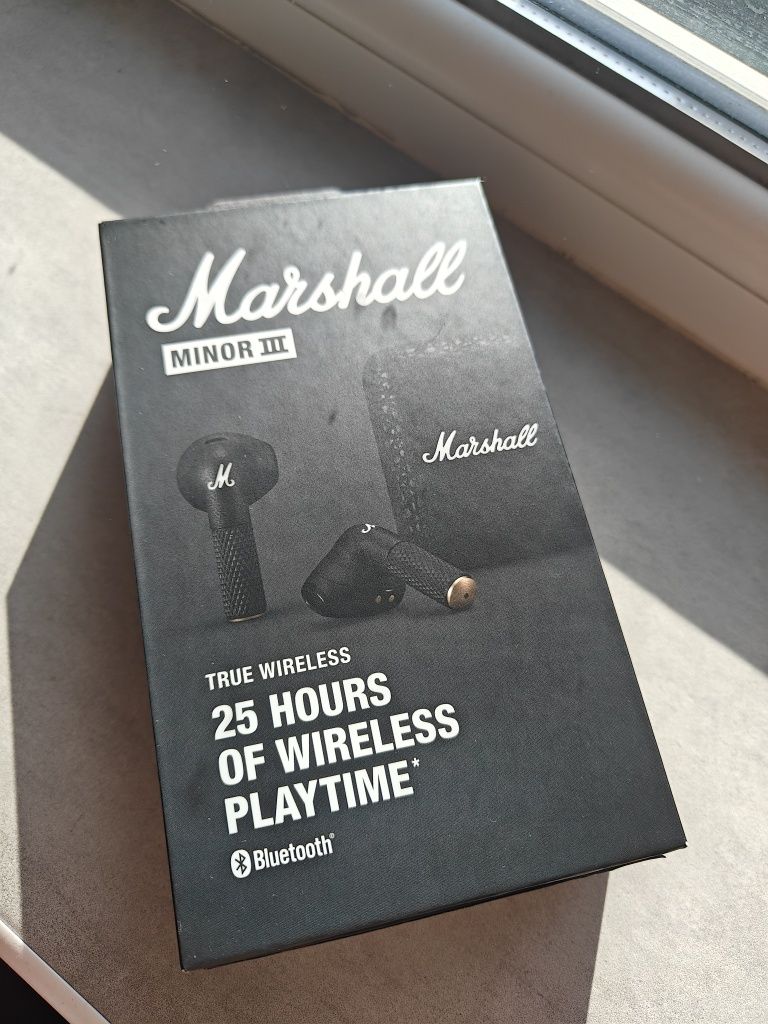 Marshall
MINOR III
Marshall
M
TRUE WIRELESS
25 HOURS
OF WIRELESS
PLAYTIME*
Bluetooth®